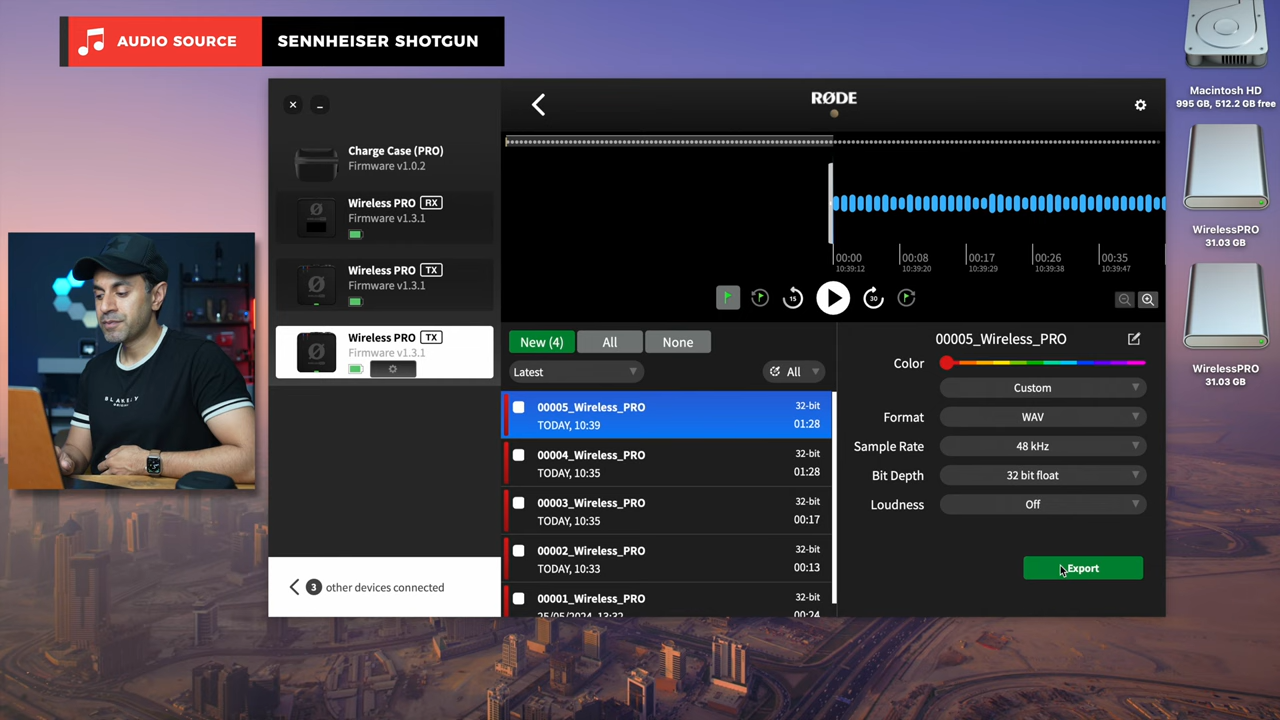 AUDIO SOURCE
SENNHEISER SHOTGUN
Macintosh HD
995 GB, 512.2 GB free
WirelessPRO
31.03 GB
WirelessPRO
31.03 GB
Charge Case (PRO)
Firmware v1.0.2
Wireless PRO RX
Firmware v1.3.1
Wireless PRO TX
Firmware v1.3.1
Wireless PRO TX
Firmware v1.3.1
3 other devices connected
RØDE
00:00 00:08 00:17 00:26 00:35
10:39:12 10:39:20 10:39:29 10:39:38 10:39:47
15 30
New (4) All None
Latest All
00005_Wireless_PRO 32-bit
TODAY, 10:39 01:28
00004_Wireless_PRO 32-bit
TODAY, 10:35 01:28
00003_Wireless_PRO 32-bit
TODAY, 10:35 00:17
00002_Wireless_PRO 32-bit
TODAY, 10:33 00:13
00001_Wireless_PRO 32-bit
25/05/2024, 13:32 00:24
00005_Wireless_PRO
Color
Custom
Format WAV
Sample Rate 48 kHz
Bit Depth 32 bit float
Loudness Off
Export